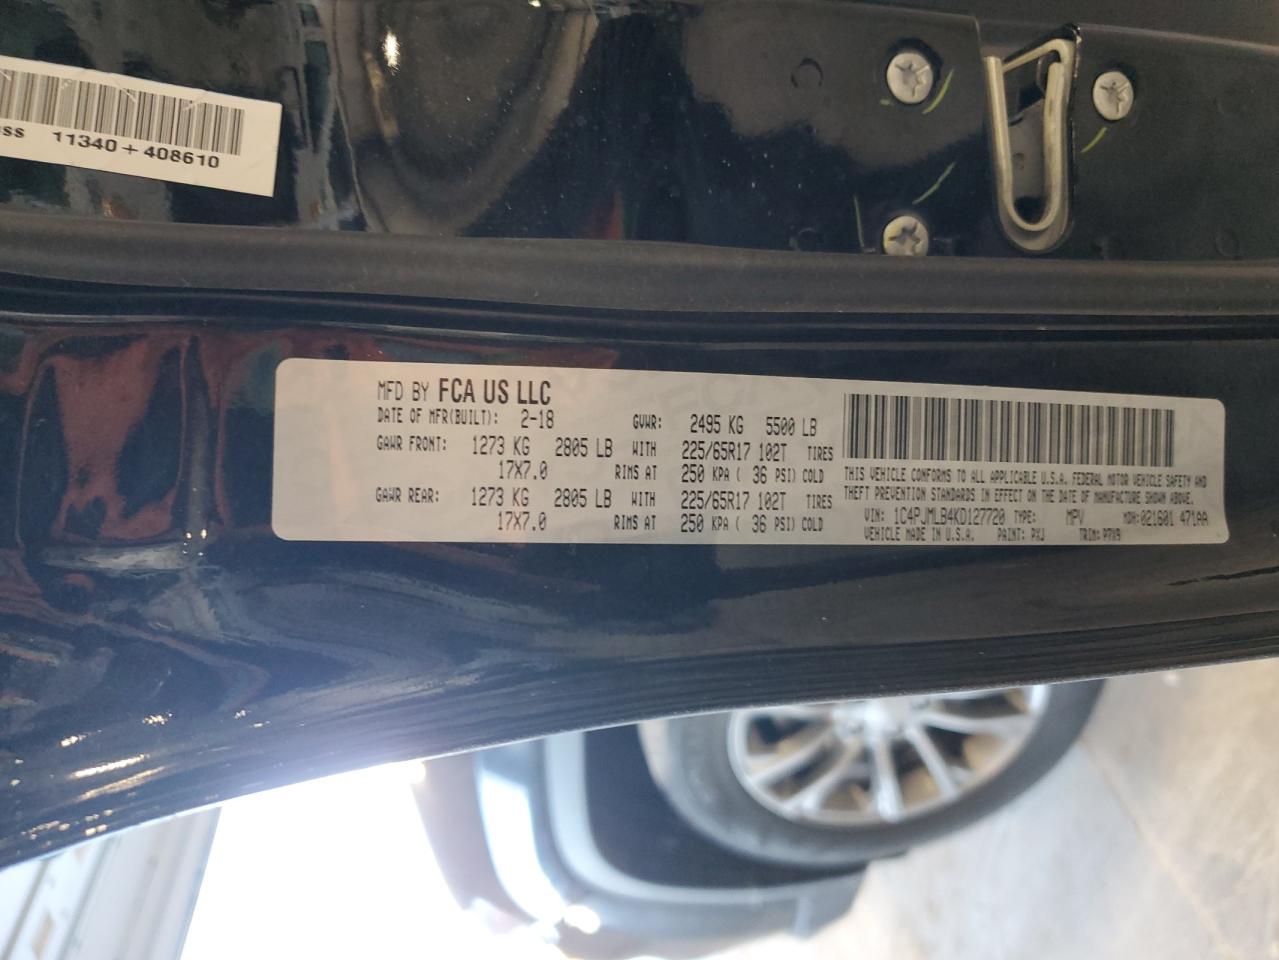 11340 + 408610
MFD BY FCA US LLC
DATE OF MFR(BUILT): 2-18 GVWR: 2495 KG 5500 LB
GAWR FRONT: 1273 KG 2805 LB WITH 225/65R17 102T TIRES
17X7.0 RIMS AT 250 KPA ( 36 PSI) COLD
GAWR REAR: 1273 KG 2805 LB WITH 225/65R17 102T TIRES
17X7.0 RIMS AT 250 KPA ( 36 PSI) COLD
THIS VEHICLE CONFORMS TO ALL APPLICABLE U.S.A. FEDERAL MOTOR VEHICLE SAFETY AND
THEFT PREVENTION STANDARDS IN EFFECT ON THE DATE OF MANUFACTURE SHOWN ABOVE.
VIN: 1C4PJMLB4KD127720 TYPE: MPV MDH: 021601 471AA
VEHICLE MADE IN U.S.A. PAINT: PXJ TRIM: